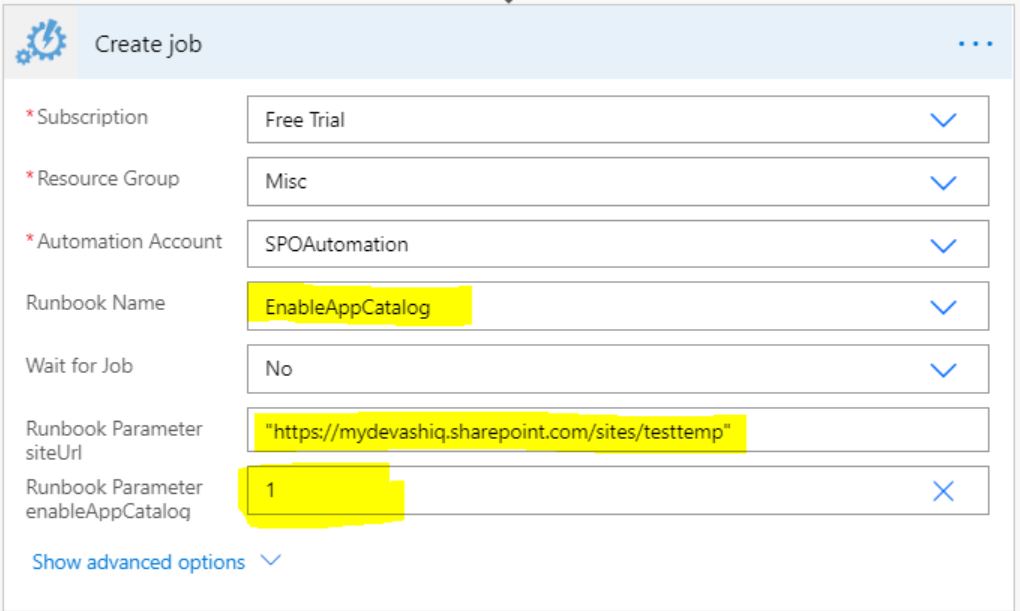 Create job
* Subscription
Free Trial
* Resource Group
Misc
* Automation Account
SPOAutomation
Runbook Name
EnableAppCatalog
Wait for Job
No
Runbook Parameter
siteUrl
"https://mydevashiq.sharepoint.com/sites/testtemp"
Runbook Parameter
enableAppCatalog
1
Show advanced options